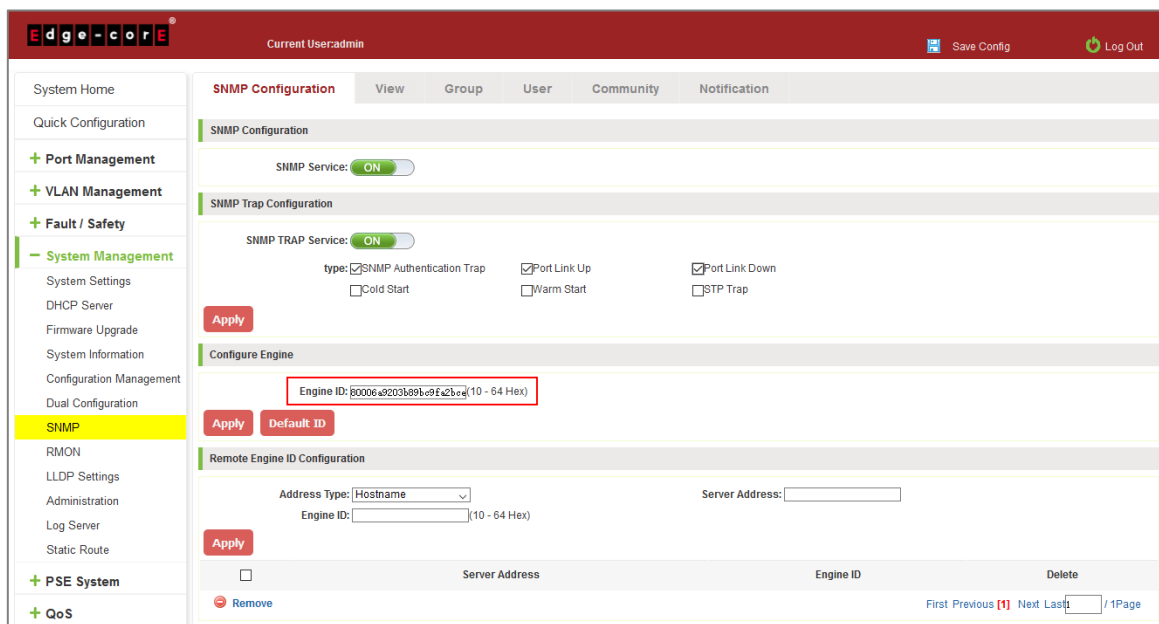 Edge-corE®
Current User:admin
Save Config
Log Out
System Home
Quick Configuration
+ Port Management
+ VLAN Management
+ Fault / Safety
− System Management
System Settings
DHCP Server
Firmware Upgrade
System Information
Configuration Management
Dual Configuration
SNMP
RMON
LLDP Settings
Administration
Log Server
Static Route
+ PSE System
+ QoS
SNMP Configuration View Group User Community Notification
SNMP Configuration
SNMP Service: ON
SNMP Trap Configuration
SNMP TRAP Service: ON
type: SNMP Authentication Trap Port Link Up Port Link Down
Cold Start Warm Start STP Trap
Apply
Configure Engine
Engine ID: 80006a9203b89bc9fa2bce (10 - 64 Hex)
Apply Default ID
Remote Engine ID Configuration
Address Type: Hostname Server Address:
Engine ID: (10 - 64 Hex)
Apply
Server Address Engine ID Delete
Remove First Previous [1] Next Last 1 / 1Page